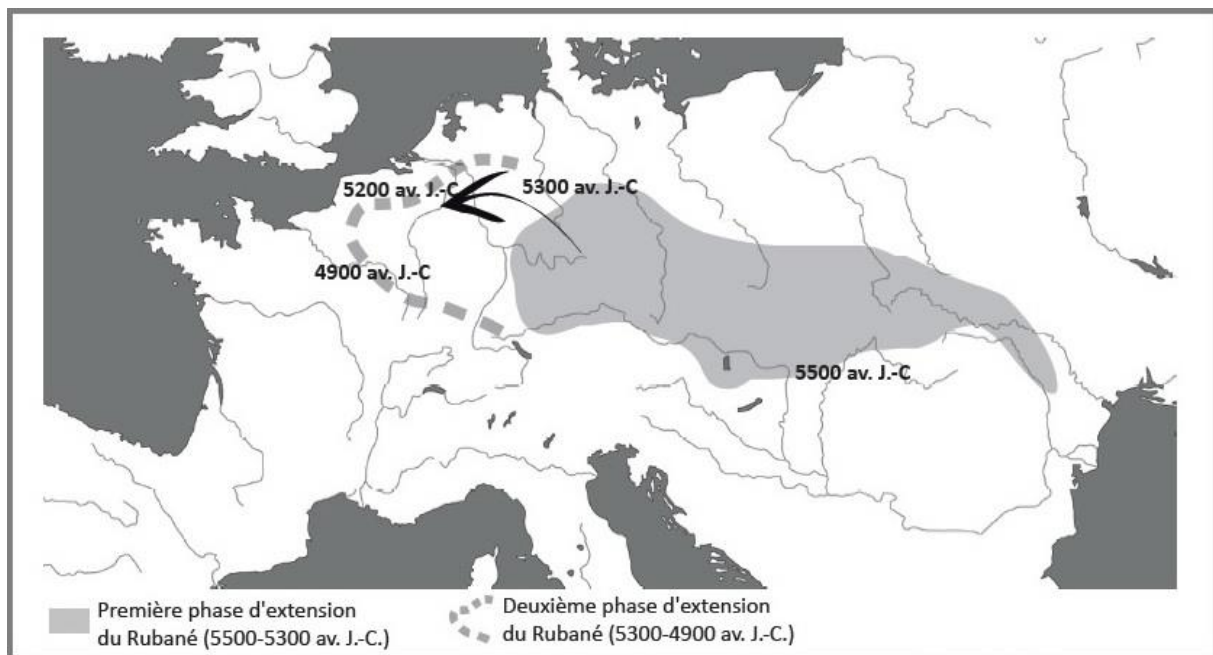 5200 av. J.-C
5300 av. J.-C
4900 av. J.-C
5500 av. J.-C
Première phase d'extension
du Rubané (5500-5300 av. J.-C.)
Deuxième phase d'extension
du Rubané (5300-4900 av. J.-C.)